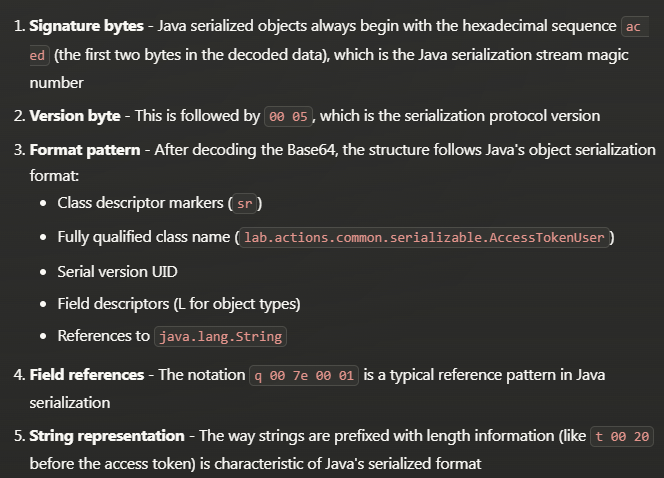 1. Signature bytes - Java serialized objects always begin with the hexadecimal sequence ac
ed (the first two bytes in the decoded data), which is the Java serialization stream magic
number
2. Version byte - This is followed by 00 05, which is the serialization protocol version
3. Format pattern - After decoding the Base64, the structure follows Java's object serialization
format:
• Class descriptor markers (sr)
• Fully qualified class name (lab.actions.common.serializable.AccessTokenUser)
• Serial version UID
• Field descriptors (L for object types)
• References to java.lang.String
4. Field references - The notation q 00 7e 00 01 is a typical reference pattern in Java
serialization
5. String representation - The way strings are prefixed with length information (like t 00 20
before the access token) is characteristic of Java's serialized format